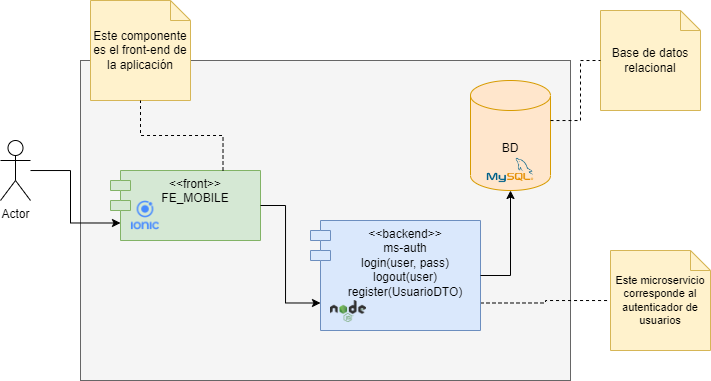 Este componente
es el front-end de
la aplicación
Base de datos
relacional
BD
MySQL
Actor
<<front>>
FE_MOBILE
IONIC
<<backend>>
ms-auth
login(user, pass)
logout(user)
register(UsuarioDTO)
node
Este microservicio
corresponde al
autenticador de
usuarios